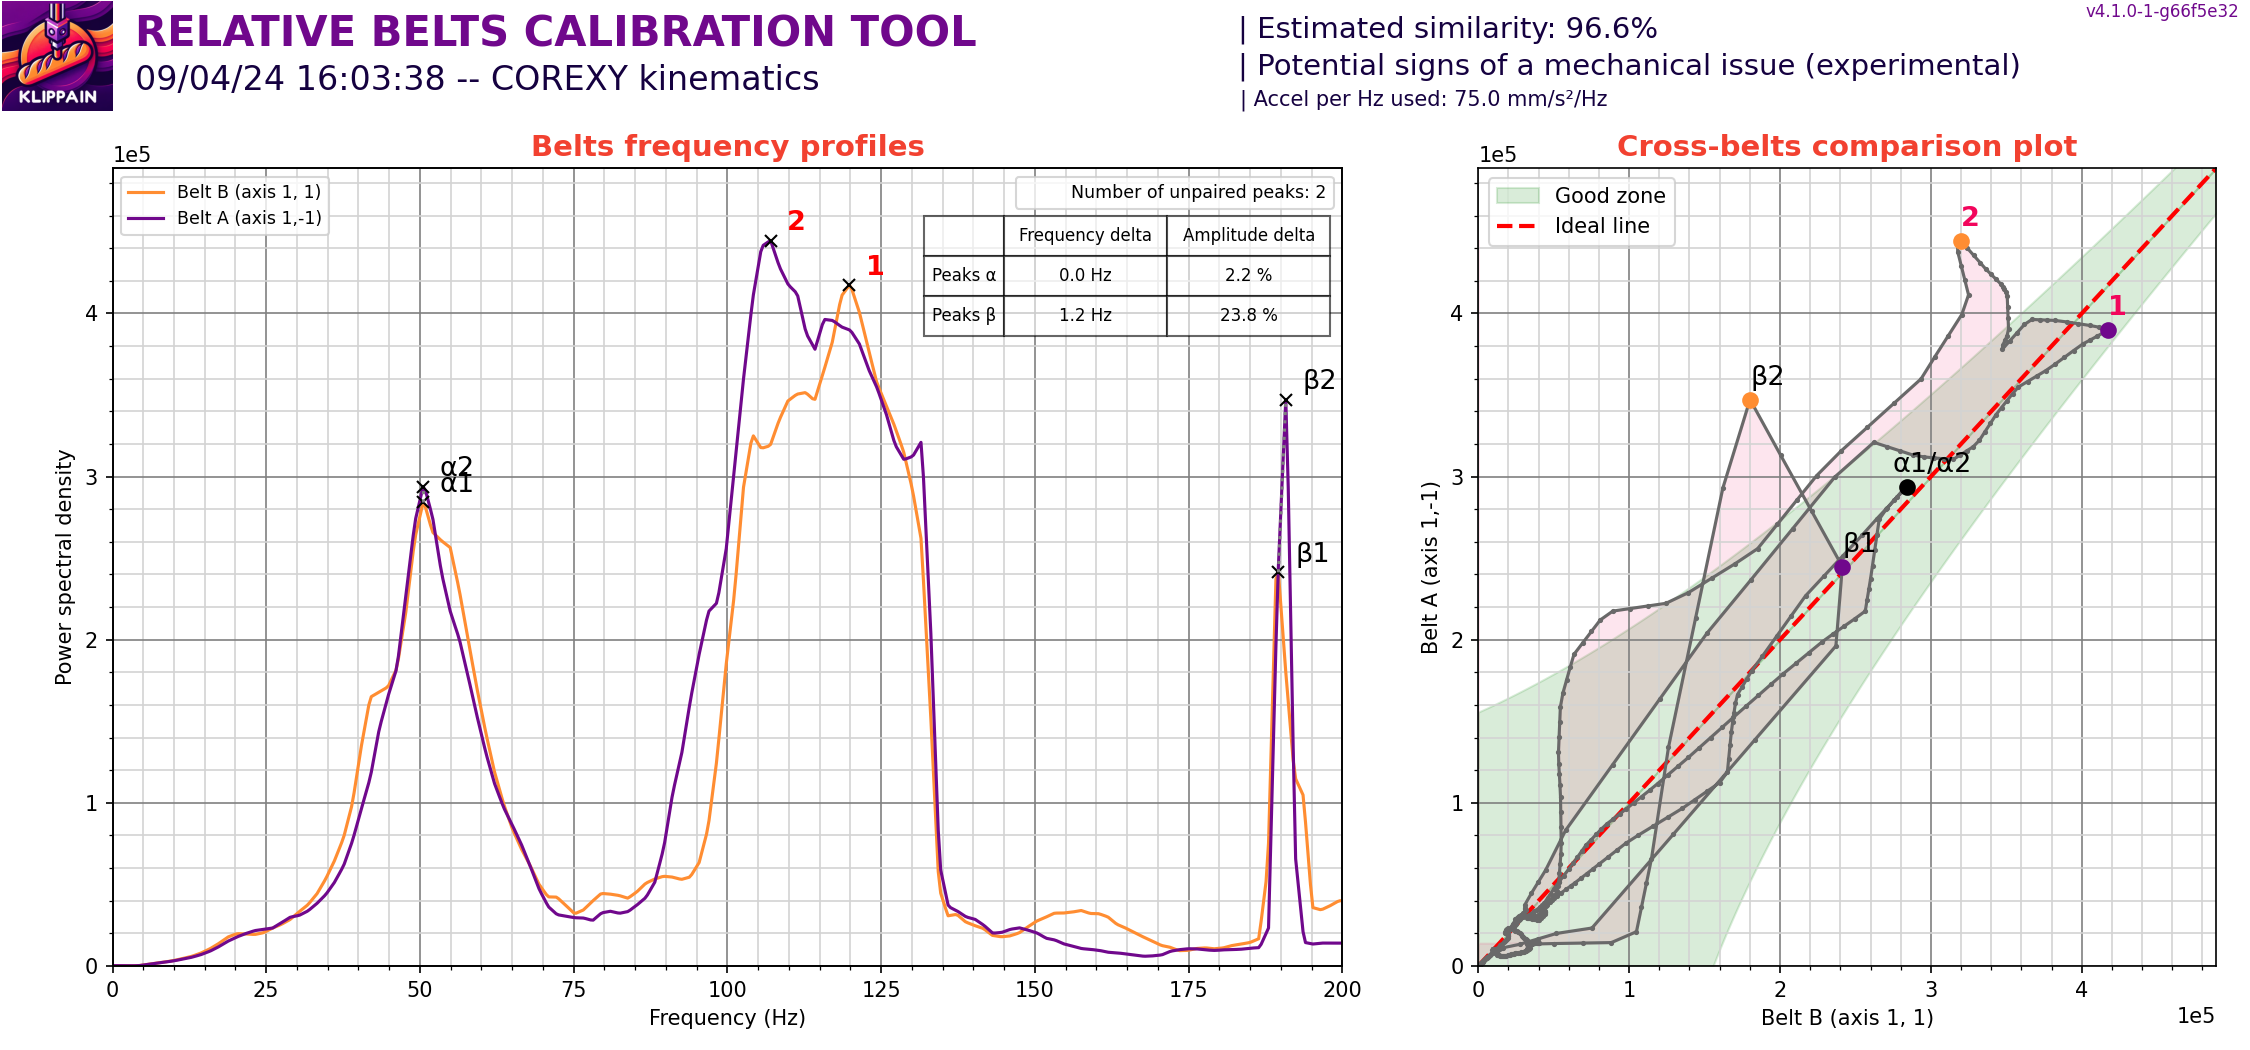 KLIPPAIN
RELATIVE BELTS CALIBRATION TOOL
09/04/24 16:03:38 -- COREXY kinematics
| Estimated similarity: 96.6%
| Potential signs of a mechanical issue (experimental)
| Accel per Hz used: 75.0 mm/s²/Hz
v4.1.0-1-g66f5e32
Belts frequency profiles
1e5
Belt B (axis 1, 1)
Belt A (axis 1,-1)
Number of unpaired peaks: 2
Frequency delta Amplitude delta
Peaks α 0.0 Hz 2.2 %
Peaks β 1.2 Hz 23.8 %
2
1
β2
β1
α2
α1
Power spectral density
4
3
2
1
0
0 25 50 75 100 125 150 175 200
Frequency (Hz)
Cross-belts comparison plot
1e5
Good zone
Ideal line
2
1
β2
α1/α2
β1
Belt A (axis 1,-1)
4
3
2
1
0
0 1 2 3 4
Belt B (axis 1, 1)
1e5